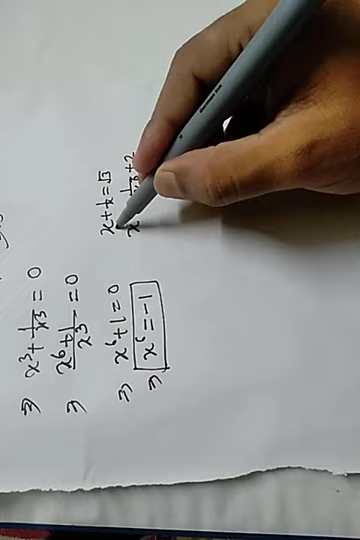 ⇒ x³ + 1/x³ = 0
⇒ x⁶+1/x³ = 0
⇒ x⁶ + 1 = 0
⇒ x⁶ = -1
x + 1/x = √3